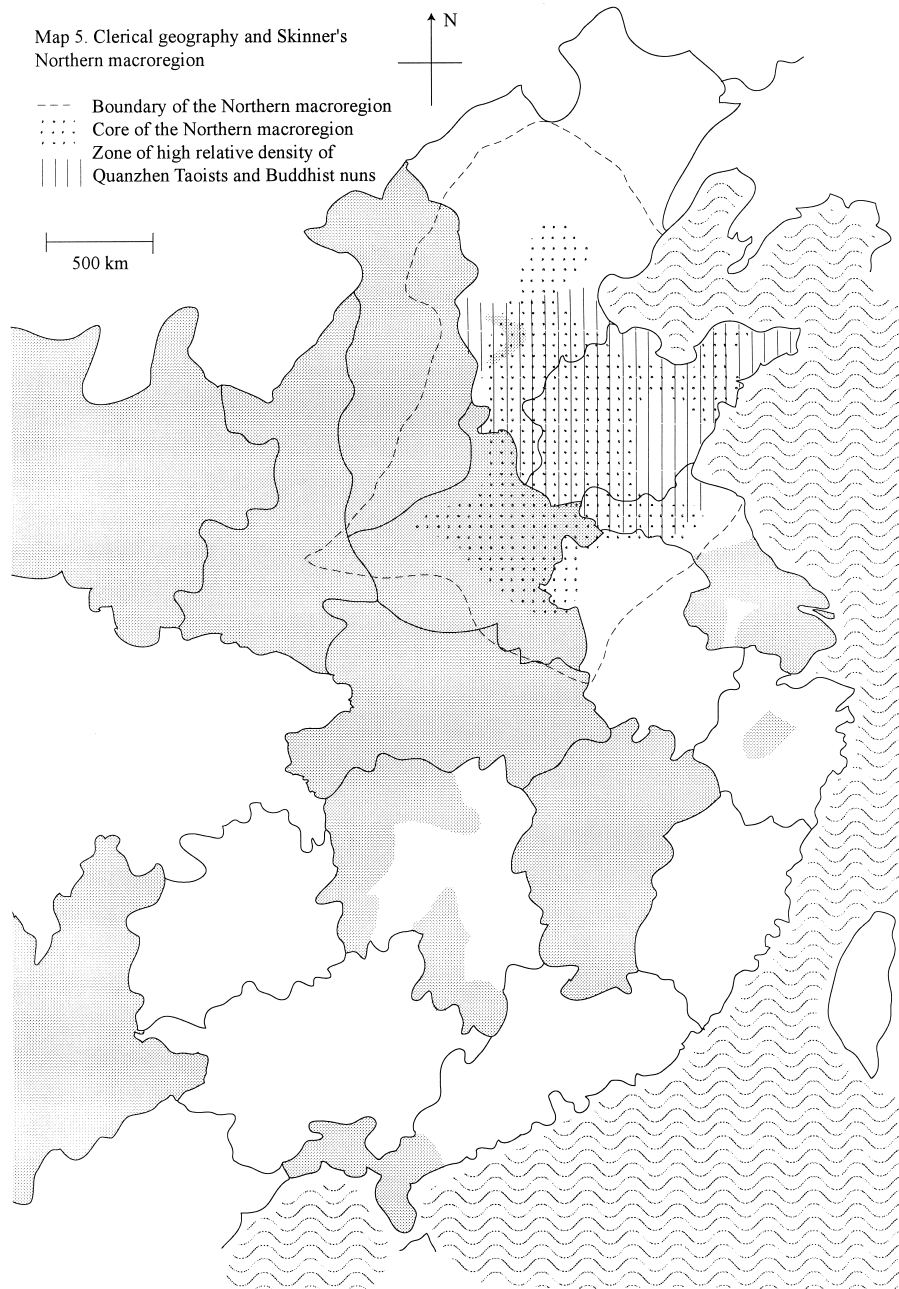 Map 5. Clerical geography and Skinner's
Northern macroregion
N
Boundary of the Northern macroregion
Core of the Northern macroregion
Zone of high relative density of
Quanzhen Taoists and Buddhist nuns
500 km